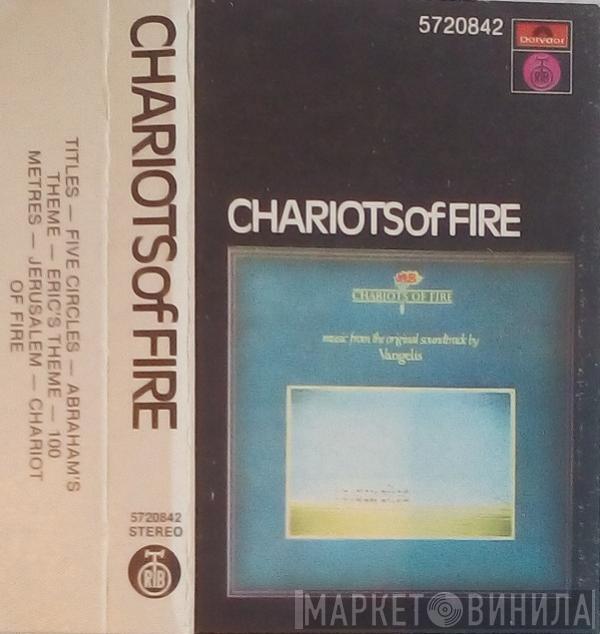 TITLES — FIVE CIRCLES — ABRAHAM'S
THEME — ERIC'S THEME — 100
METRES — JERUSALEM — CHARIOT
OF FIRE
CHARIOTS of FIRE
5720842
STEREO
RTB
5720842
Polydor
RTB
CHARIOTS of FIRE
CHARIOTS OF FIRE
music from the original soundtrack by
Vangelis
МАРКЕТ ВИНИЛА